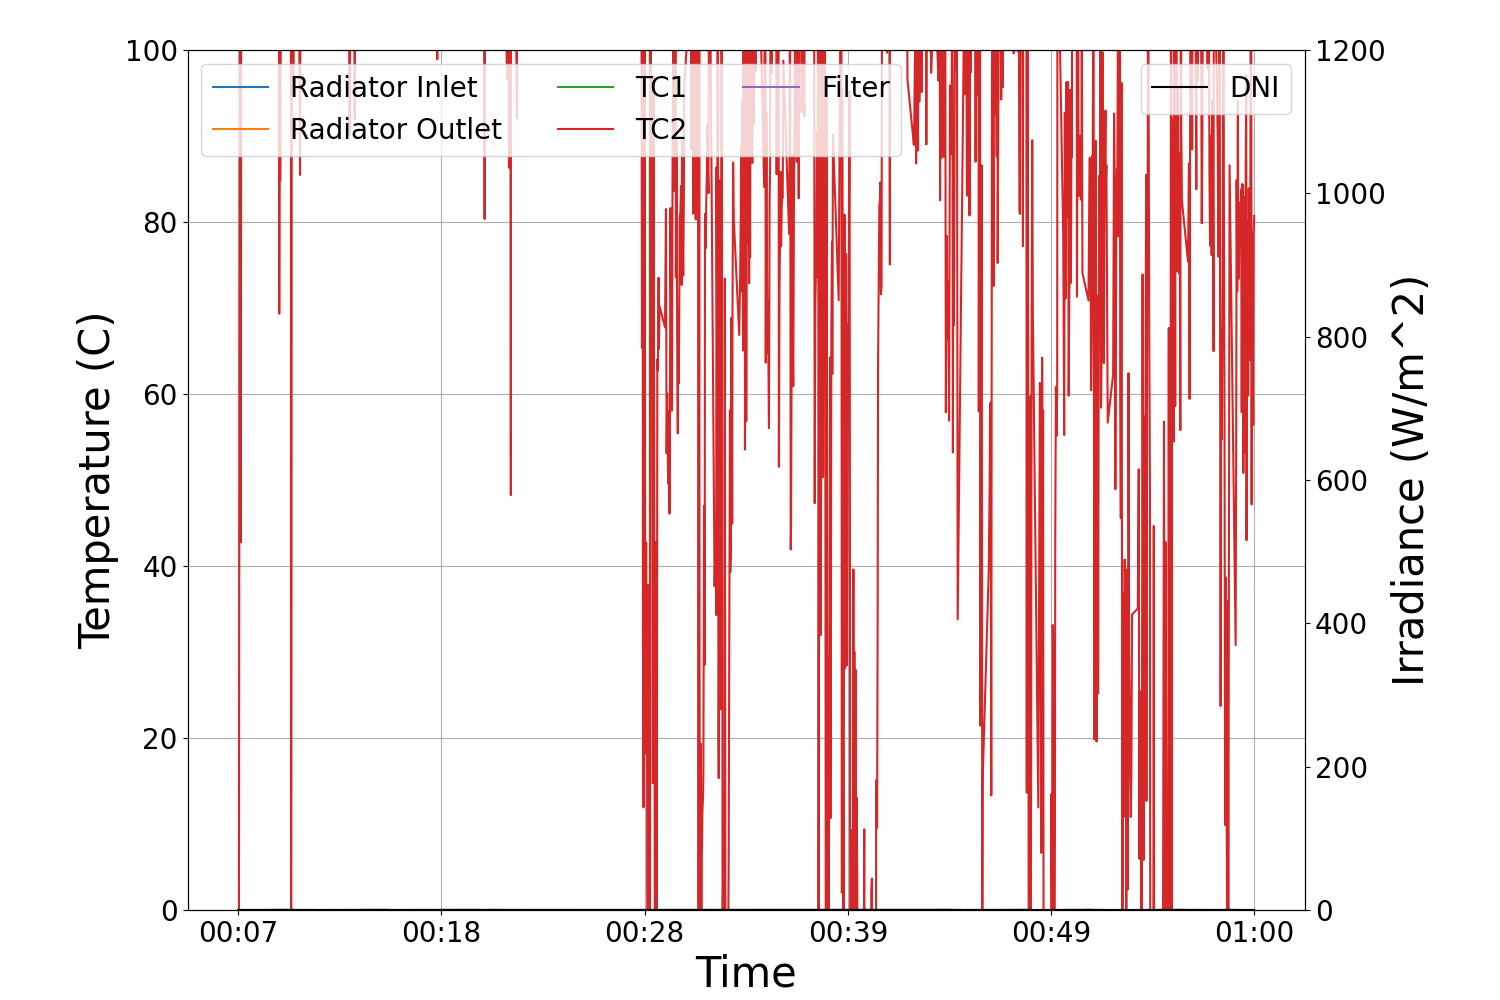 Radiator Inlet
Radiator Outlet
TC1
TC2
Filter
DNI
Temperature (C)
100
80
60
40
20
0
1200
1000
800
600
400
200
0
Irradiance (W/m^2)
00:07 00:18 00:28 00:39 00:49 01:00
Time